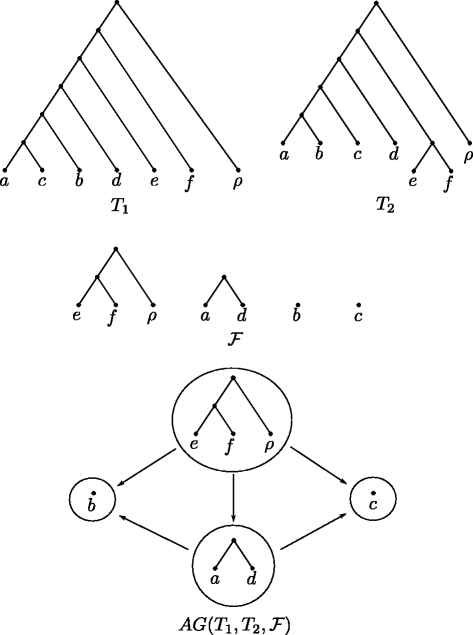 a b c d e f ρ
a c b d e f ρ
T₁ T₂
e f ρ a d b c
𝓕
e f ρ
b c
a d
AG(T₁, T₂, 𝓕)